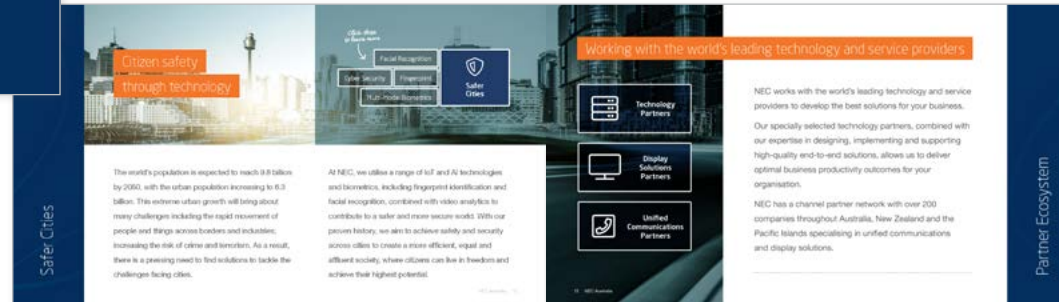 Safer Cities
Citizen safety
through technology
The world's population is expected to reach 9.8 billion
by 2050, with the urban population increasing to 6.3
billion. This extreme urban growth will bring about
many challenges including the rapid movement of
people and things across borders and industries,
increasing the risk of crime and terrorism. As a result,
there is a pressing need to find solutions to tackle the
challenges facing cities.
Click shapes
to learn more
Facial Recognition
Cyber Security
Fingerprint
Multi-Modal Biometrics
Safer
Cities
At NEC, we utilise a range of IoT and AI technologies
and biometrics, including fingerprint identification and
facial recognition, combined with video analytics to
contribute to a safer and more secure world. With our
proven history, we aim to achieve safety and security
across cities to create a more efficient, equal and
affluent society, where citizens can live in freedom and
achieve their highest potential.
NEC Australia
Working with the world's leading technology and service providers
Technology
Partners
Display
Solutions
Partners
Unified
Communications
Partners
NEC Australia
NEC works with the world's leading technology and service
providers to develop the best solutions for your business.
Our specially selected technology partners, combined with
our expertise in designing, implementing and supporting
high-quality end-to-end solutions, allows us to deliver
optimal business productivity outcomes for your
organisation.
NEC has a channel partner network with over 200
companies throughout Australia, New Zealand and the
Pacific Islands specialising in unified communications
and display solutions.
Partner Ecosystem